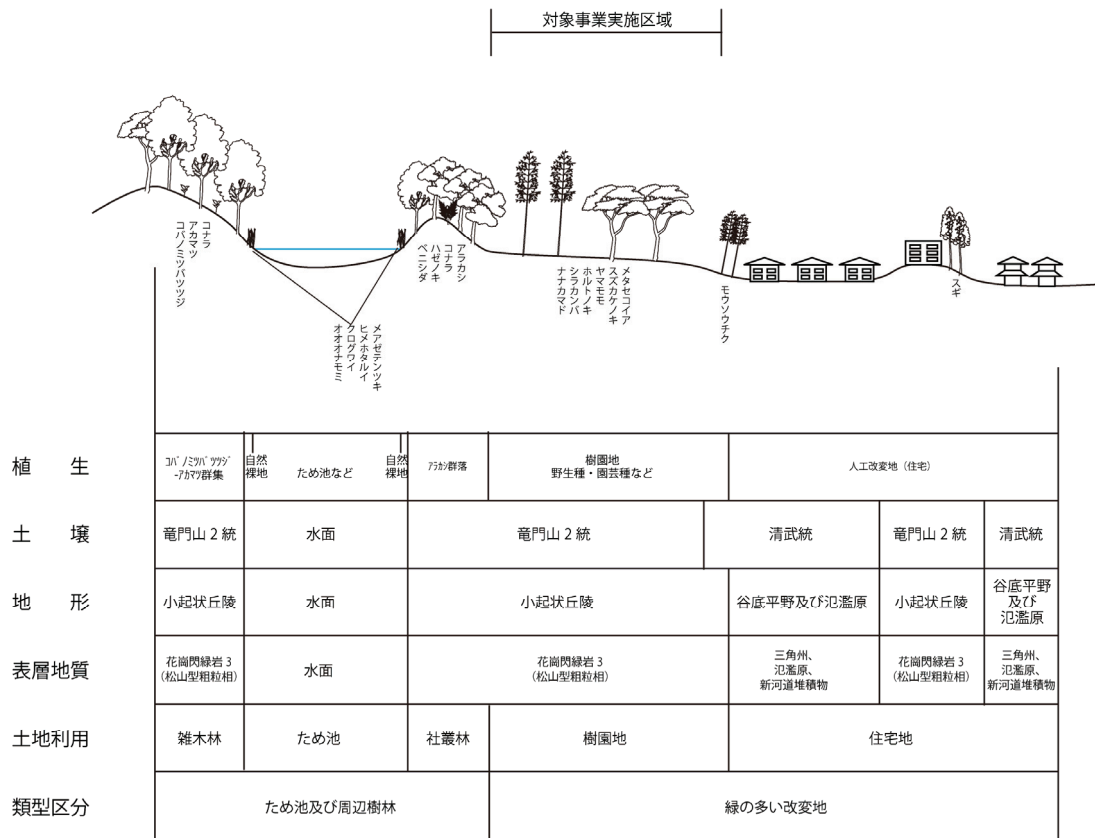 対象事業実施区域
コナラ
アカマツ
コバノミツバツツジ
アラカシ
コナラ
ハゼノキ
ベニシダ
メアゼテンツキ
ヒメホタルイ
クログワイ
オオオナモミ
メタセコイア
スズカケノキ
ヤマモモ
ホルトノキ
シラカンバ
ナナカマド
モウソウチク
スギ
植 生
コバノミツバツツジ
-アカマツ群集
自然
裸地
ため池など
自然
裸地
アラカシ群落
樹園地
野生種・園芸種など
人工改変地（住宅）
土 壌
竜門山2統
水面
竜門山2統
清武統
竜門山2統
清武統
地 形
小起伏丘陵
水面
小起伏丘陵
谷底平野及び氾濫原
小起伏丘陵
谷底平野
及び
氾濫原
表層地質
花崗閃緑岩3
(松山型粗粒相)
水面
花崗閃緑岩3
(松山型粗粒相)
三角州、
氾濫原、
新河道堆積物
花崗閃緑岩3
(松山型粗粒相)
三角州、
氾濫原、
新河道堆積物
土地利用
雑木林
ため池
社叢林
樹園地
住宅地
類型区分
ため池及び周辺樹林
緑の多い改変地